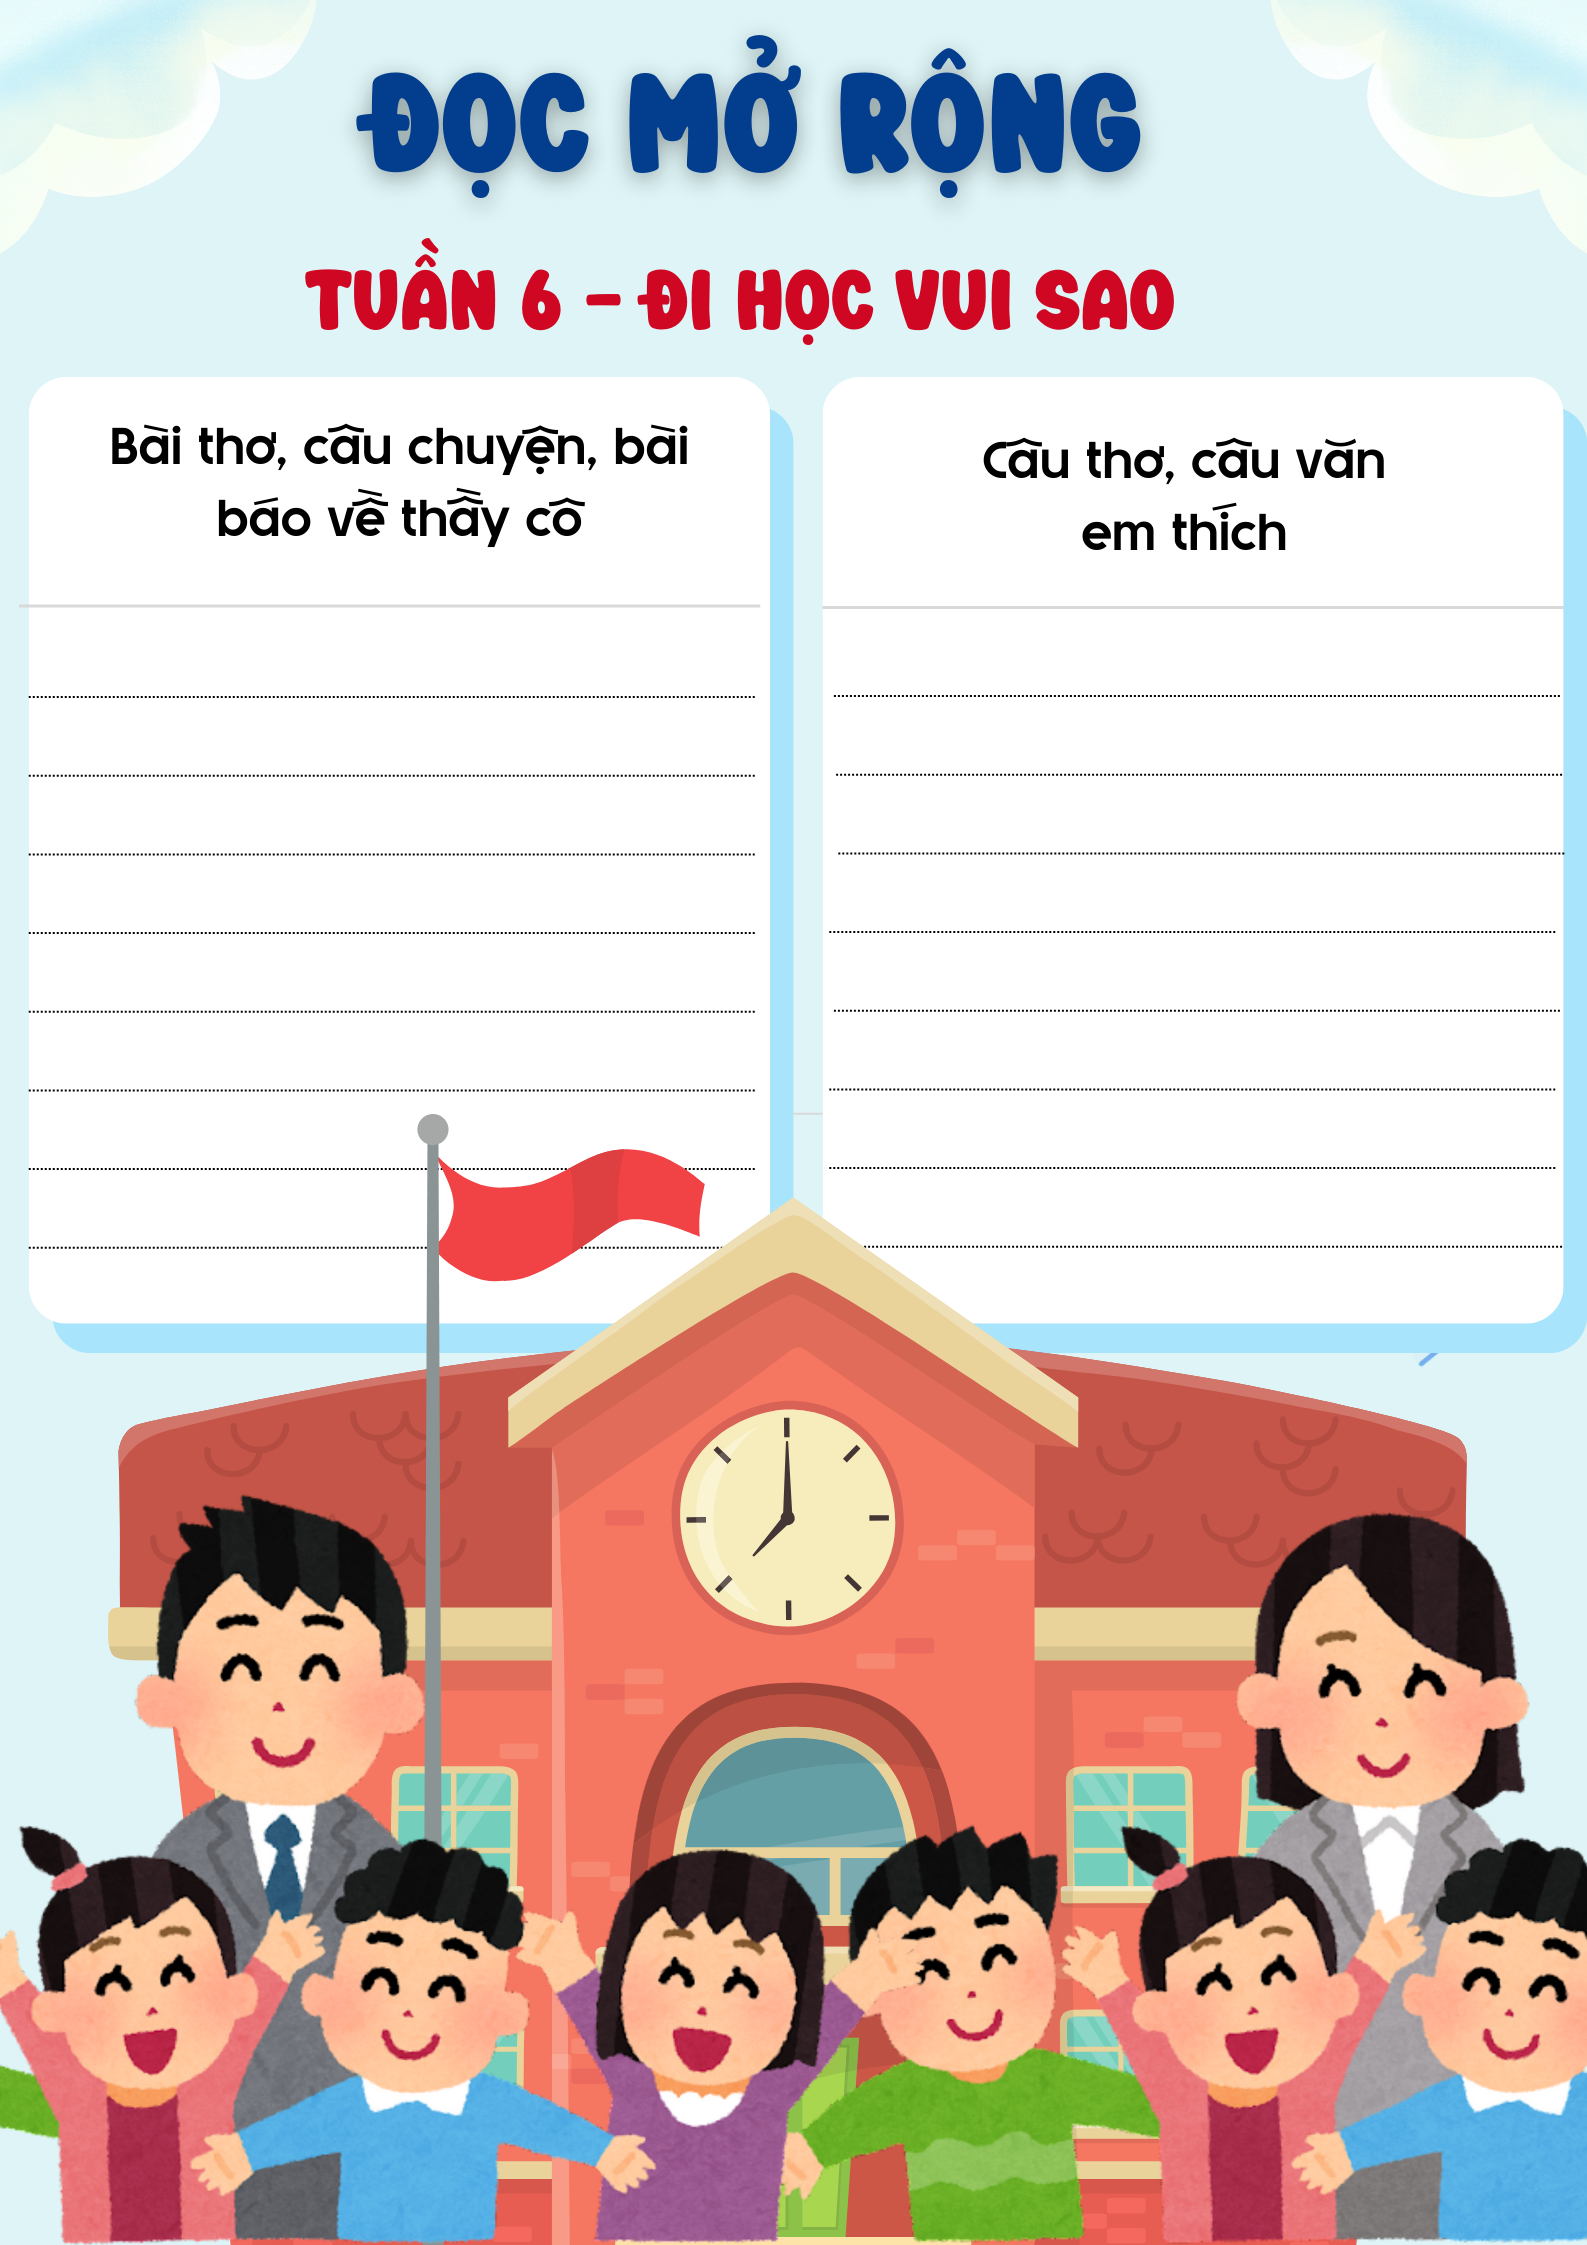 ĐỌC MỞ RỘNG
TUẦN 6 - ĐI HỌC VUI SAO
Bài thơ, câu chuyện, bài
báo về thầy cô
Câu thơ, câu văn
em thích